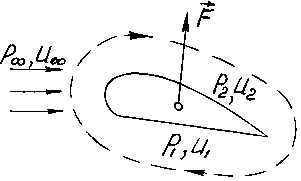 F⃗
P∞, U∞
P₂, U₂
P₁, U₁